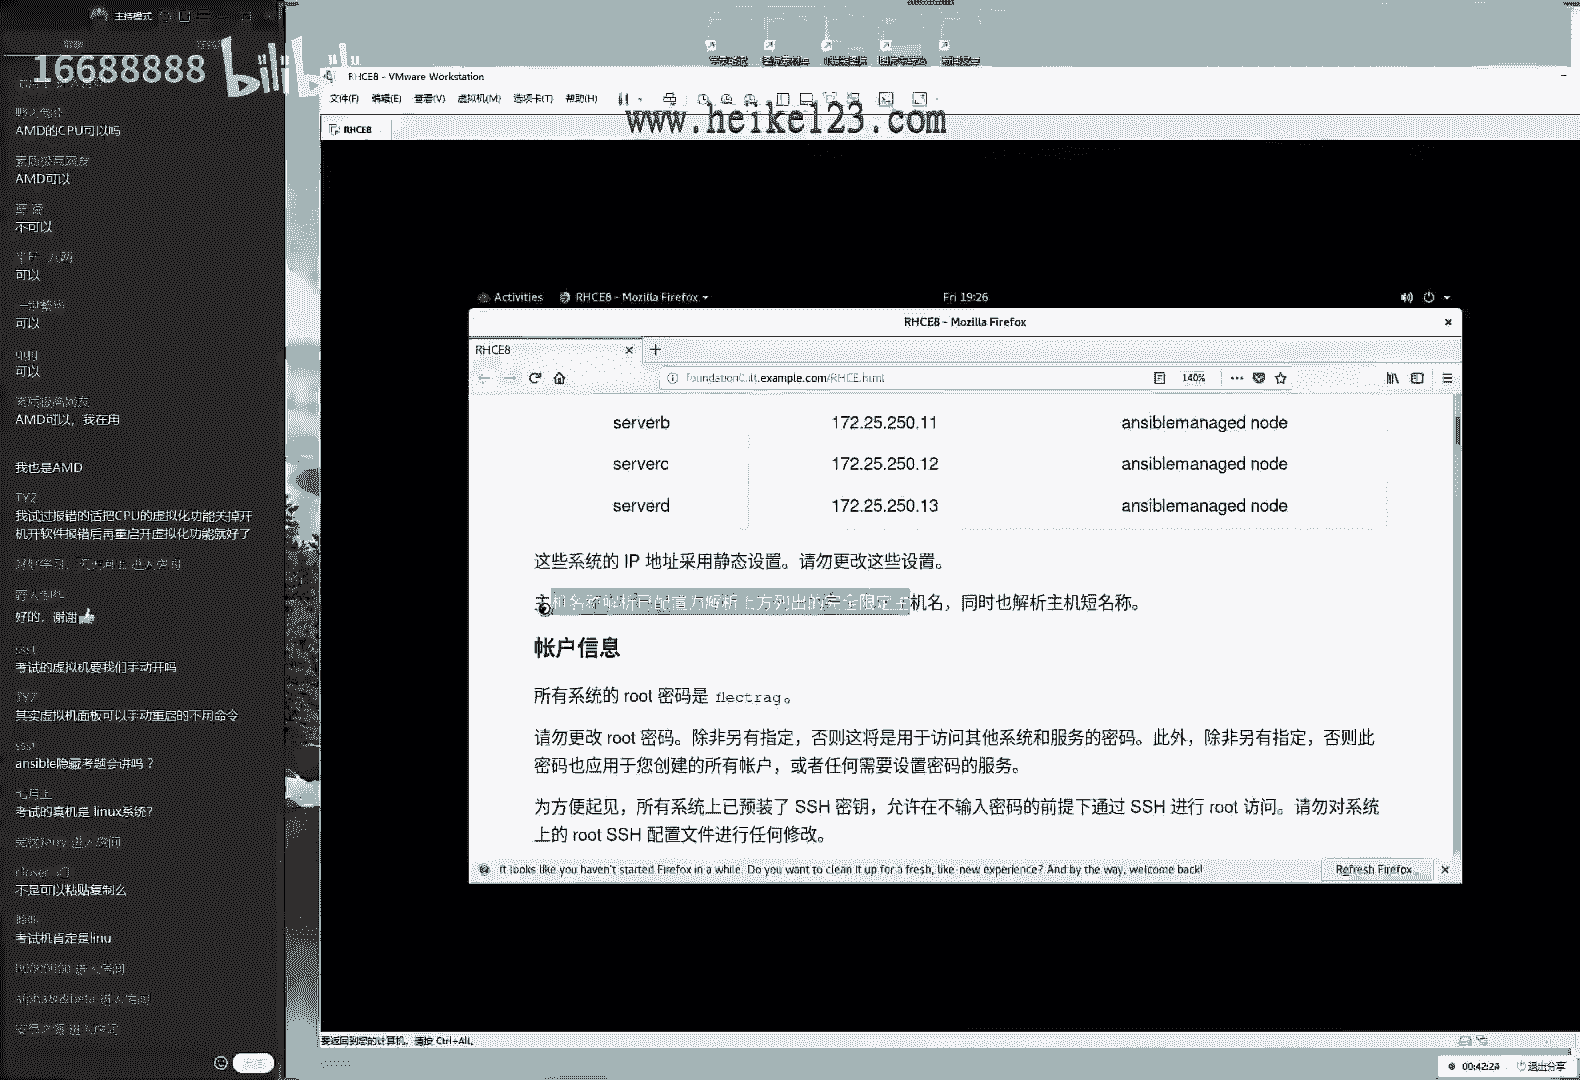 主持模式
16688888
bilibili
AMD的CPU可以吗
AMD可以
不可以
可以
可以
qqq
可以
AMD可以，我在用
我也是AMD
TYZ
我试过报错的话把CPU的虚拟化功能关掉开
机开软件报错后再重启开虚拟化功能就好了
好的，谢谢👍
ssst
考试的虚拟机要我们手动开吗
TYZ
其实虚拟机面板可以手动重启的不用命令
ssst
ansible隐藏考题会讲吗？
考试的真机是 linux系统？
不是可以粘贴复制么
考试机肯定是linu
RHCE8 - VMware Workstation
文件(F) 编辑(E) 查看(V) 虚拟机(M) 选项卡(T) 帮助(H)
www.heike123.com
RHCE8
Activities RHCE8 - Mozilla Firefox Fri 19:26
RHCE8 - Mozilla Firefox
RHCE8
foundation0.ilt.example.com/RHCE.html 140%
serverb 172.25.250.11 ansiblemanaged node
serverc 172.25.250.12 ansiblemanaged node
serverd 172.25.250.13 ansiblemanaged node
这些系统的 IP 地址采用静态设置。请勿更改这些设置。
主机名称解析已配置为解析上方列出的完全限定主机名，同时也解析主机短名称。
帐户信息
所有系统的 root 密码是 flectrag。
请勿更改 root 密码。除非另有指定，否则这将是用于访问其他系统和服务的密码。此外，除非另有指定，否则此
密码也应用于您创建的所有帐户，或者任何需要设置密码的服务。
为方便起见，所有系统上已预装了 SSH 密钥，允许在不输入密码的前提下通过 SSH 进行 root 访问。请勿对系统
上的 root SSH 配置文件进行任何修改。
It looks like you haven't started Firefox in a while. Do you want to clean it up for a fresh, like-new experience? And by the way, welcome back! Refresh Firefox...
要返回到您的计算机，请按 Ctrl+Alt。
00:42:24 退出分享